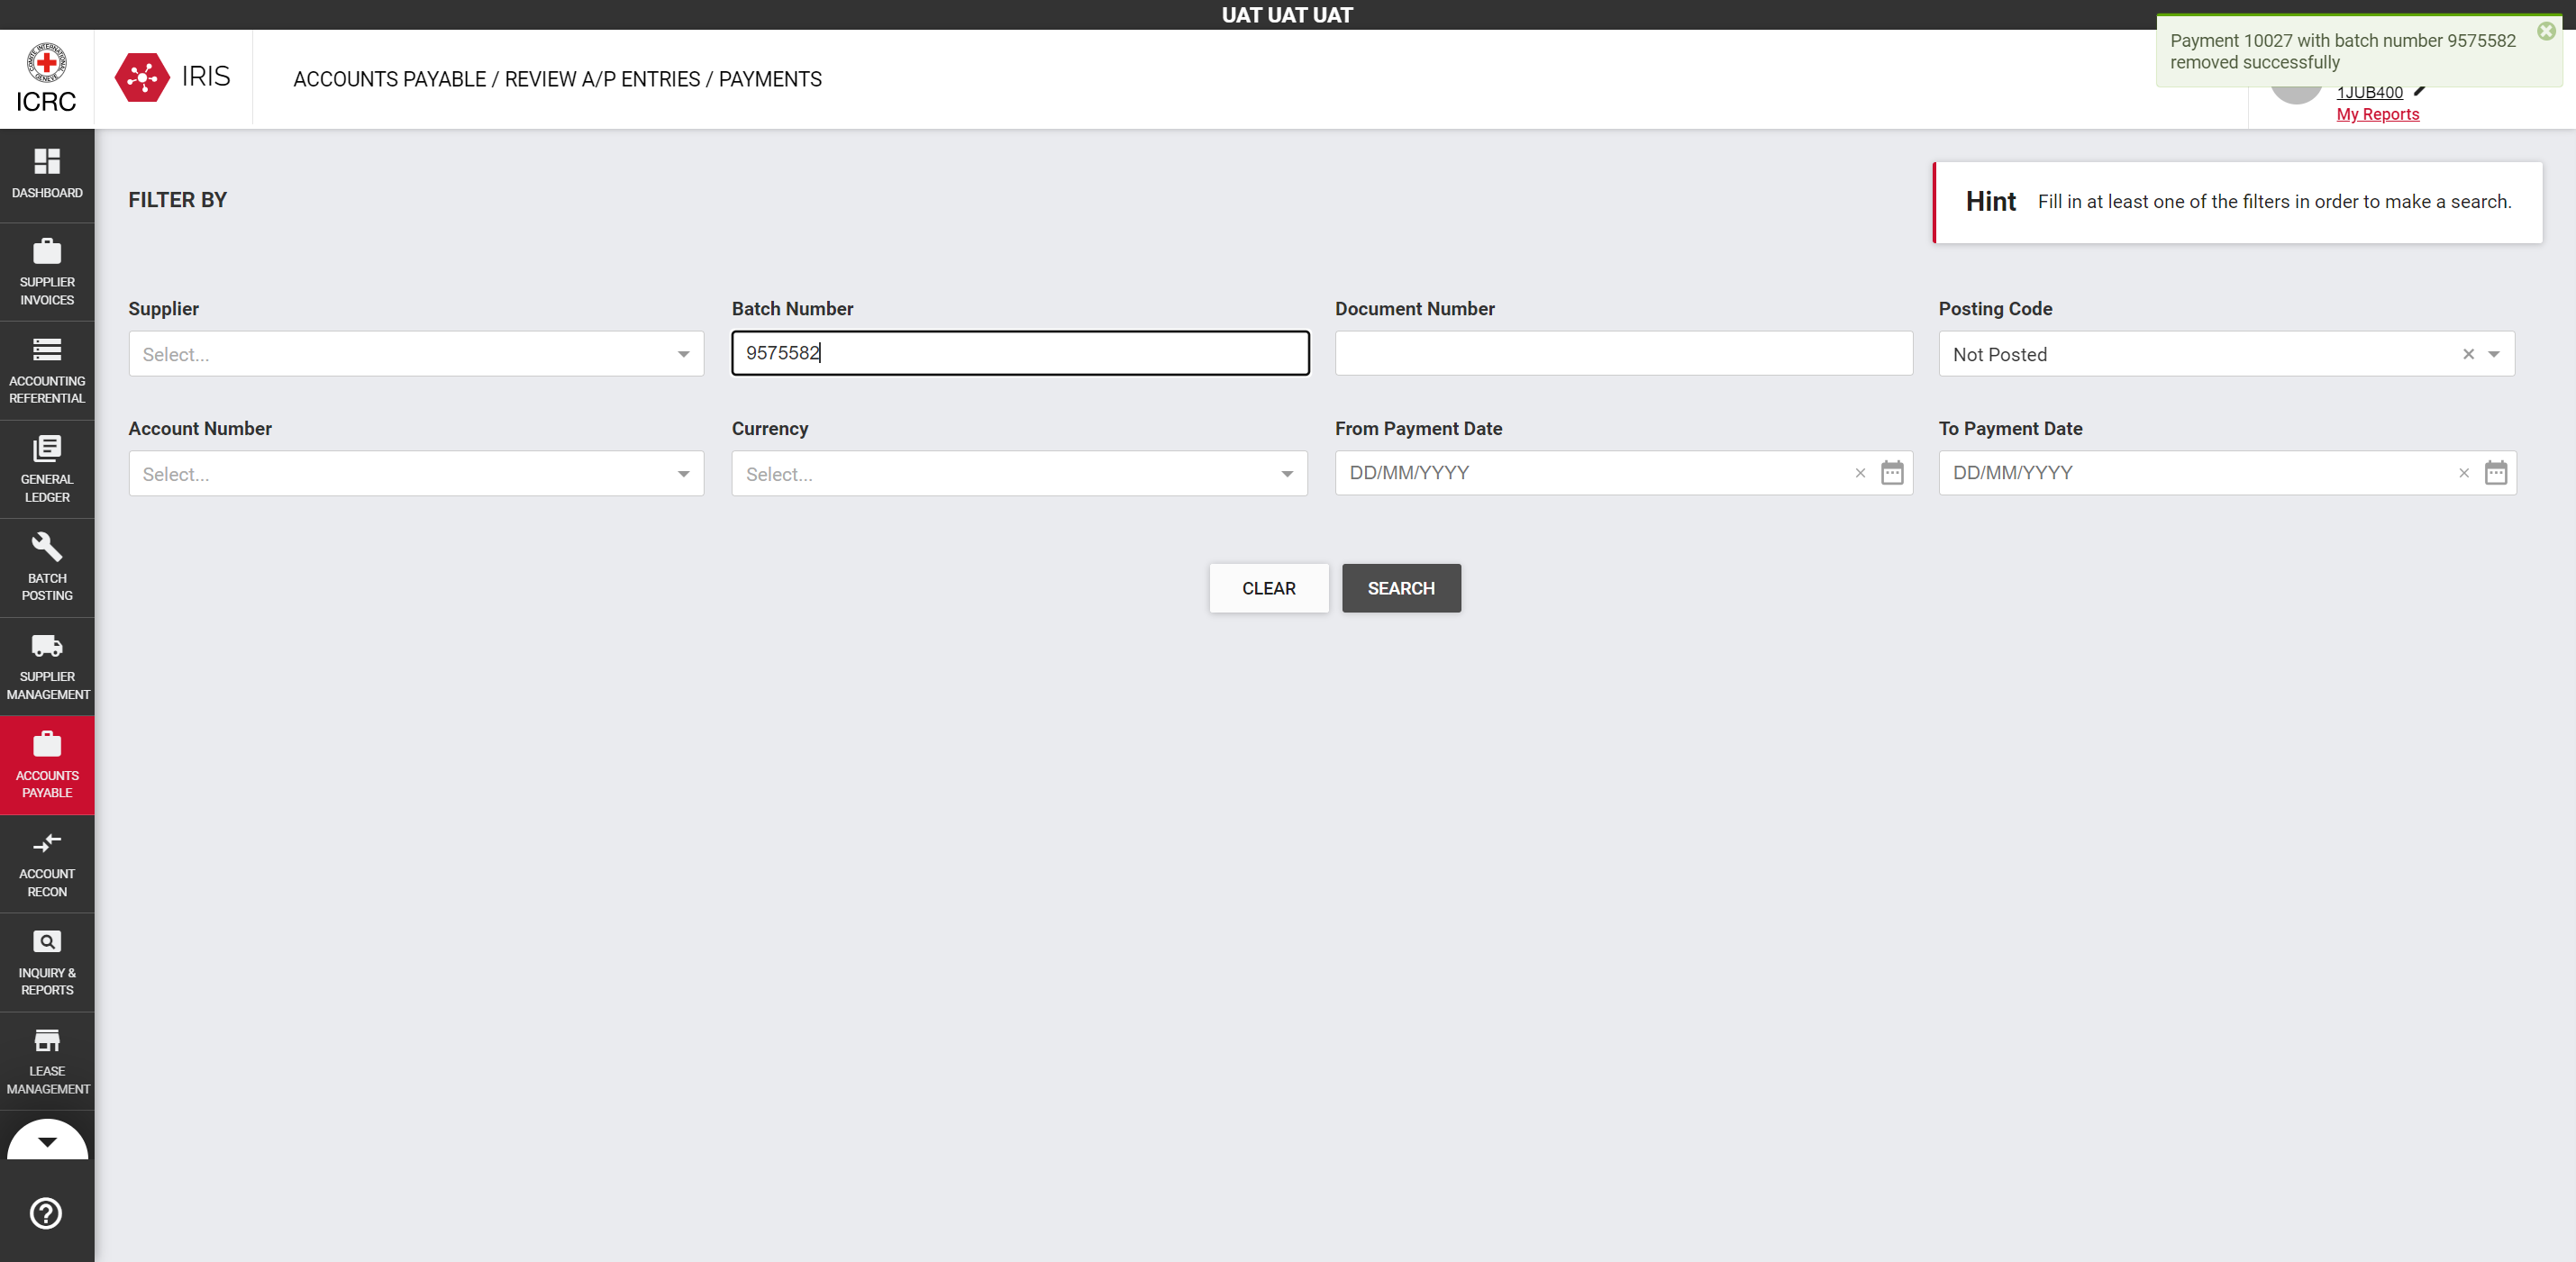 UAT UAT UAT
ICRC
IRIS
ACCOUNTS PAYABLE / REVIEW A/P ENTRIES / PAYMENTS
Payment 10027 with batch number 9575582
removed successfully
1JUB400
My Reports
DASHBOARD
SUPPLIER
INVOICES
ACCOUNTING
REFERENTIAL
GENERAL
LEDGER
BATCH
POSTING
SUPPLIER
MANAGEMENT
ACCOUNTS
PAYABLE
ACCOUNT
RECON
INQUIRY &
REPORTS
LEASE
MANAGEMENT
FILTER BY
Hint Fill in at least one of the filters in order to make a search.
Supplier Batch Number Document Number Posting Code
Select... 9575582 Not Posted
Account Number Currency From Payment Date To Payment Date
Select... Select... DD/MM/YYYY DD/MM/YYYY
CLEAR SEARCH